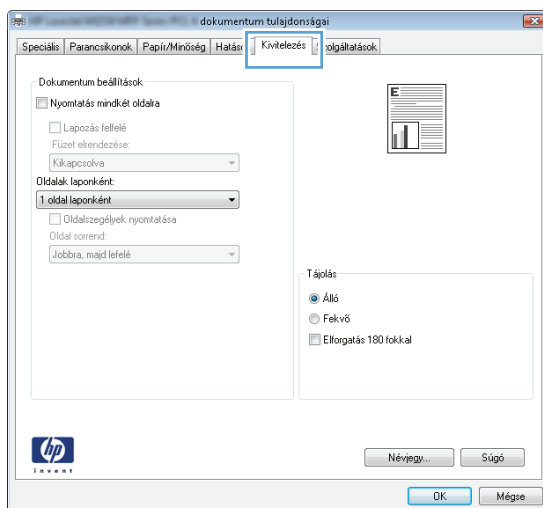 dokumentum tulajdonságai
Speciális Parancsikonok Papír/Minőség Hatás Kivitelezés olgáltatások
Dokumentum beállítások
Nyomtatás mindkét oldalra
Lapozás felfelé
Füzet elrendezése:
Kikapcsolva
Oldalak laponként:
1 oldal laponként
Oldalszegélyek nyomtatása
Oldal sorrend:
Jobbra, majd lefelé
E
Tájolás
Álló
Fekvő
Elforgatás 180 fokkal
hp
invent
Névjegy... Súgó
OK Mégse